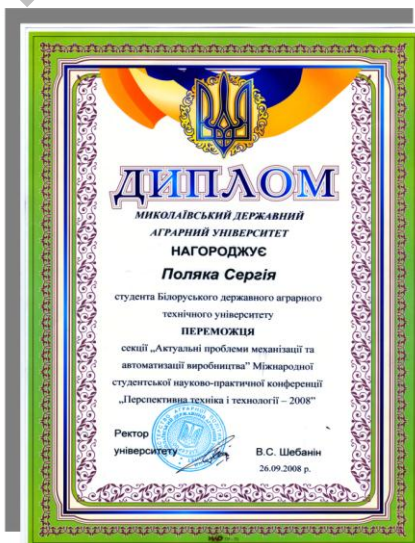 ДИПЛОМ
МИКОЛАЇВСЬКИЙ ДЕРЖАВНИЙ
АГРАРНИЙ УНІВЕРСИТЕТ
НАГОРОДЖУЄ
Поляка Сергія
студента Білоруського державного аграрного
технічного університету
ПЕРЕМОЖЦЯ
секції „Актуальні проблеми механізації та
автоматизації виробництва” Міжнародної
студентської науково-практичної конференції
„Перспективна техніка і технології – 2008”
Ректор
університету
В.С. Шебанін
26.09.2008 р.